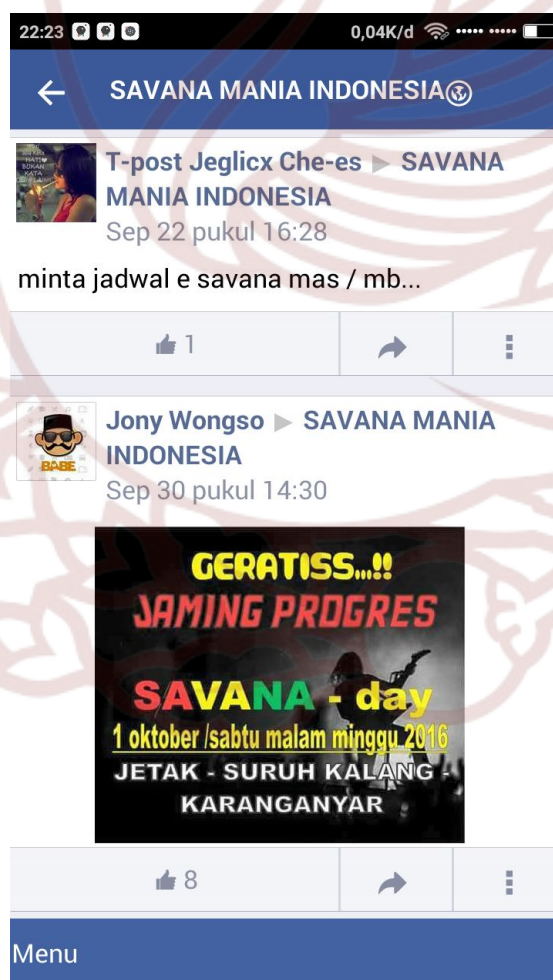 22:23 0,04K/d
SAVANA MANIA INDONESIA
T-post Jeglicx Che-es ▶ SAVANA
MANIA INDONESIA
Sep 22 pukul 16:28
minta jadwal e savana mas / mb...
1
Jony Wongso ▶ SAVANA MANIA
INDONESIA
Sep 30 pukul 14:30
BABE
GERATISS...!!
JAMING PROGRES
SAVANA - day
1 oktober /sabtu malam minggu 2016
JETAK - SURUH KALANG -
KARANGANYAR
8
Menu